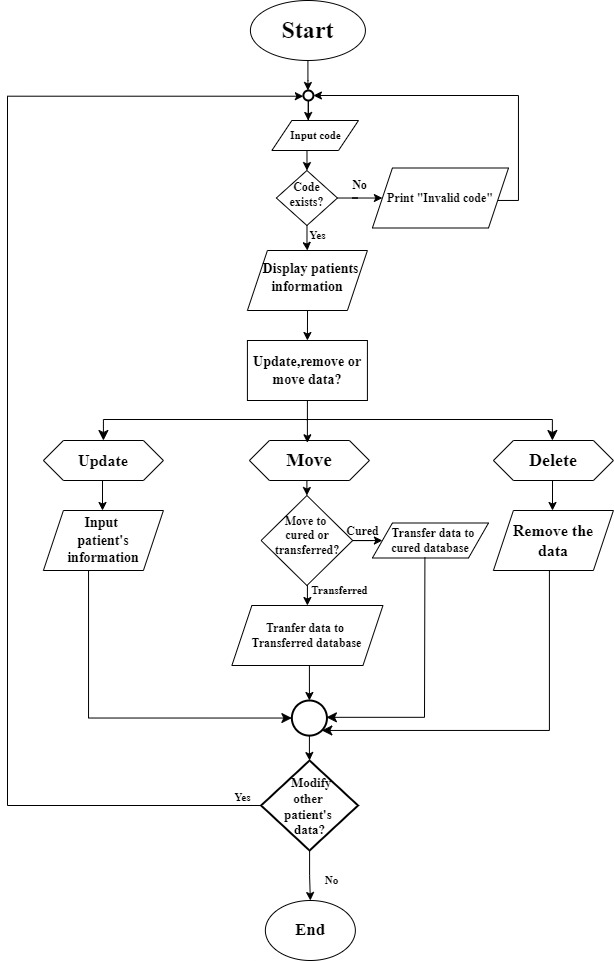 Start
Input code
Code
exists?
No
Print "Invalid code"
Yes
Display patients
information
Update,remove or
move data?
Update
Move
Delete
Input
patient's
information
Move to
cured or
transferred?
Cured
Transfer data to
cured database
Remove the
data
Transferred
Tranfer data to
Transferred database
Modify
other
patient's
data?
Yes
No
End